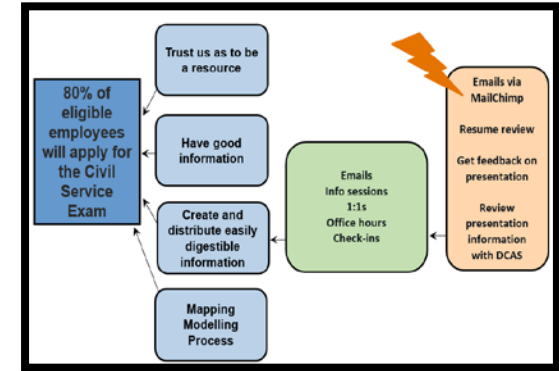 80% of
eligible
employees
will apply for
the Civil
Service
Exam
Trust us as to be
a resource
Have good
information
Create and
distribute easily
digestible
information
Mapping
Modelling
Process
Emails
Info sessions
1:1s
Office hours
Check-ins
Emails via
MailChimp
Resume review
Get feedback on
presentation
Review
presentation
information
with DCAS